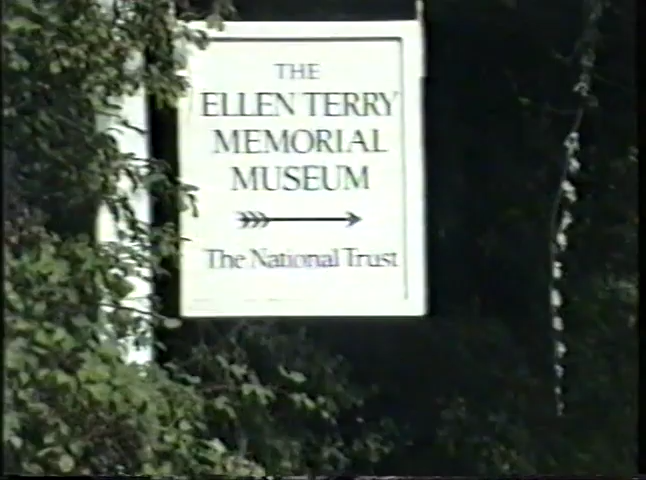 THE
ELLEN TERRY
MEMORIAL
MUSEUM
The National Trust